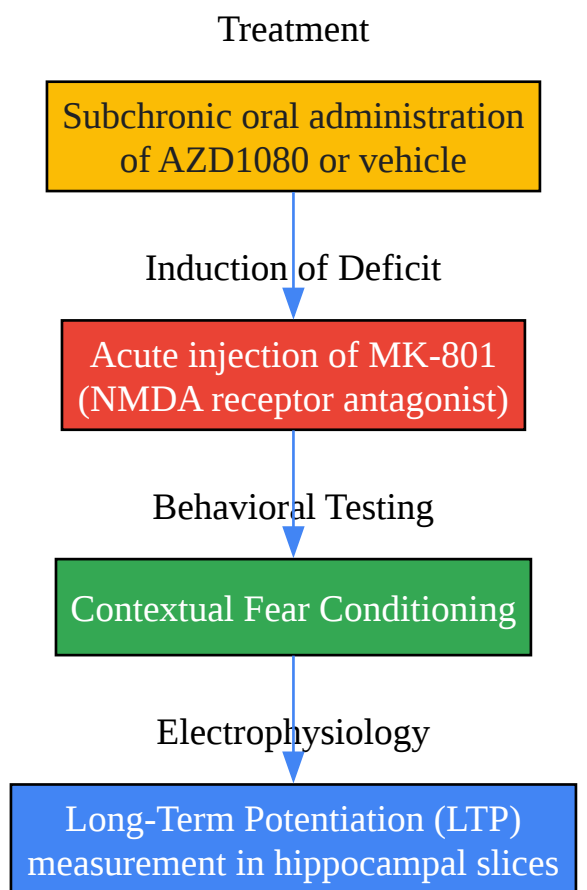 Treatment
Subchronic oral administration
of AZD1080 or vehicle
Induction of Deficit
Acute injection of MK-801
(NMDA receptor antagonist)
Behavioral Testing
Contextual Fear Conditioning
Electrophysiology
Long-Term Potentiation (LTP)
measurement in hippocampal slices